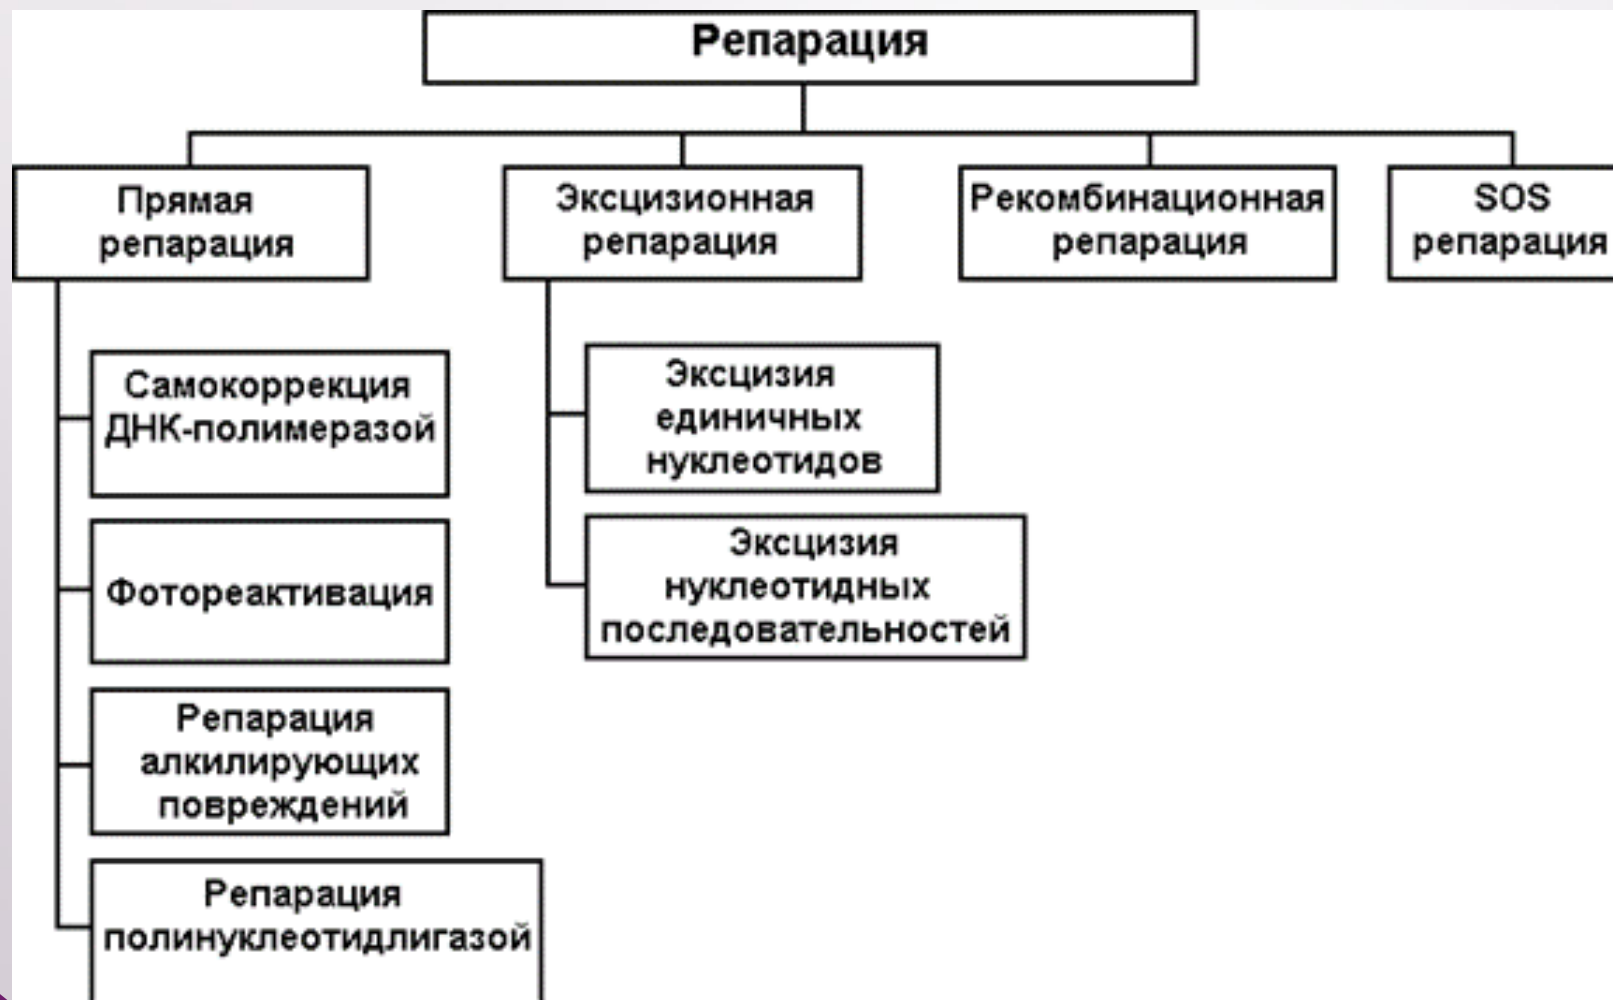 Репарация
Прямая
репарация
Эксцизионная
репарация
Рекомбинационная
репарация
SOS
репарация
Самокоррекция
ДНК-полимеразой
Фотореактивация
Репарация
алкилирующих
повреждений
Репарация
полинуклеотидлигазой
Эксцизия
единичных
нуклеотидов
Эксцизия
нуклеотидных
последовательностей